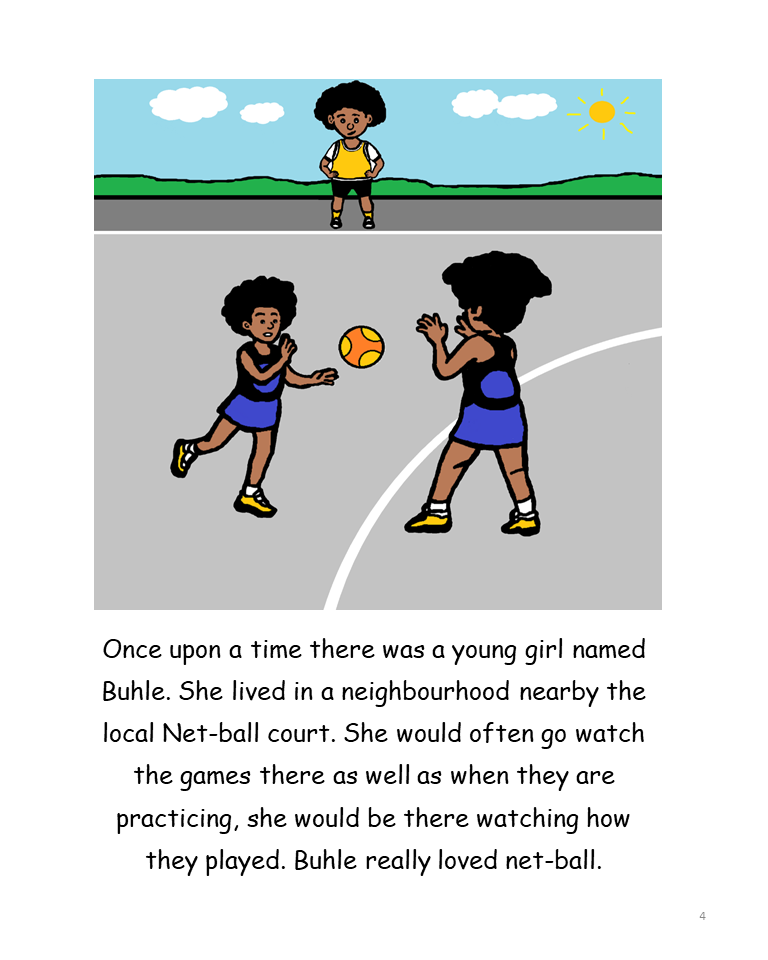 Once upon a time there was a young girl named
Buhle. She lived in a neighbourhood nearby the
local Net-ball court. She would often go watch
the games there as well as when they are
practicing, she would be there watching how
they played. Buhle really loved net-ball.
4